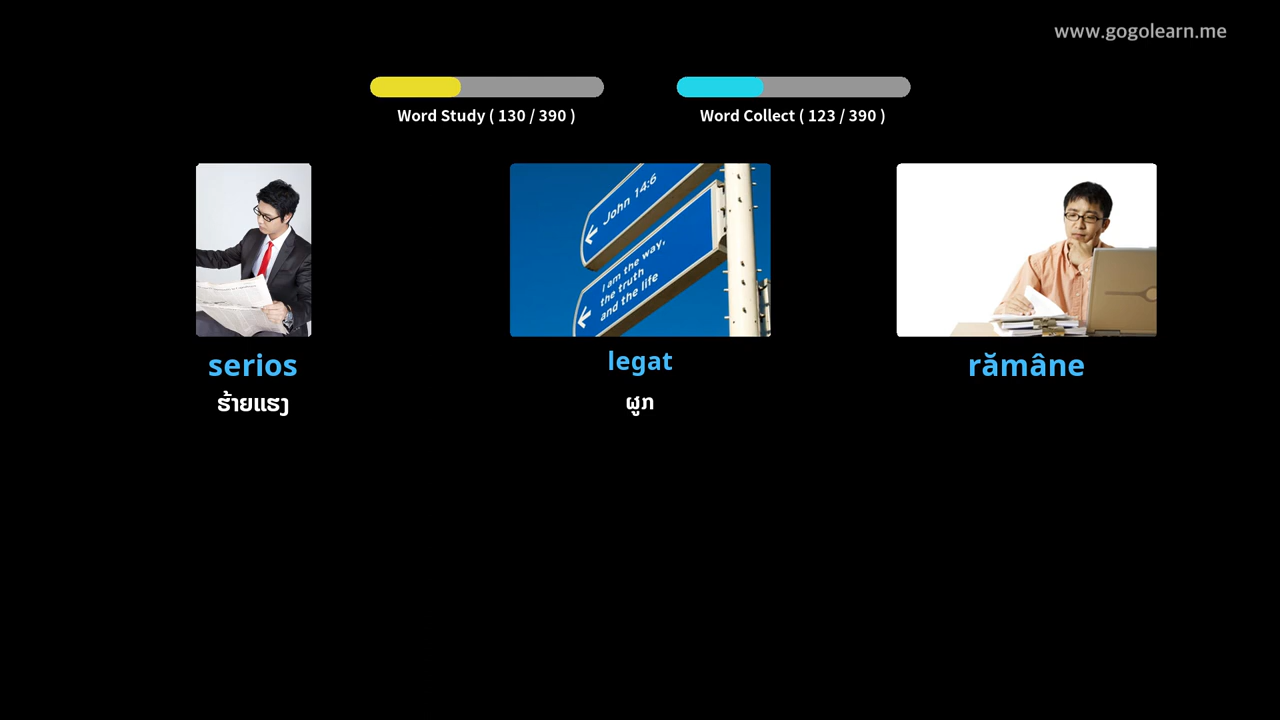 www.gogolearn.me
Word Study ( 130 / 390 )
Word Collect ( 123 / 390 )
John 14:6
I am the way,
the truth
and the life
serios
legat
rămâne
ຮ້າຍແຮງ
ຜູກ